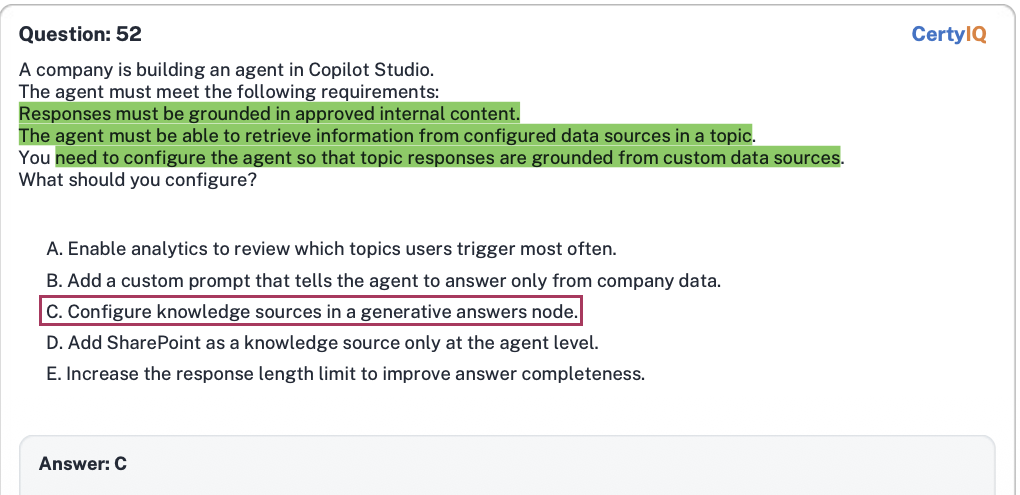 Question: 52
CertyIQ
A company is building an agent in Copilot Studio.
The agent must meet the following requirements:
Responses must be grounded in approved internal content.
The agent must be able to retrieve information from configured data sources in a topic.
You need to configure the agent so that topic responses are grounded from custom data sources.
What should you configure?
A. Enable analytics to review which topics users trigger most often.
B. Add a custom prompt that tells the agent to answer only from company data.
C. Configure knowledge sources in a generative answers node.
D. Add SharePoint as a knowledge source only at the agent level.
E. Increase the response length limit to improve answer completeness.
Answer: C